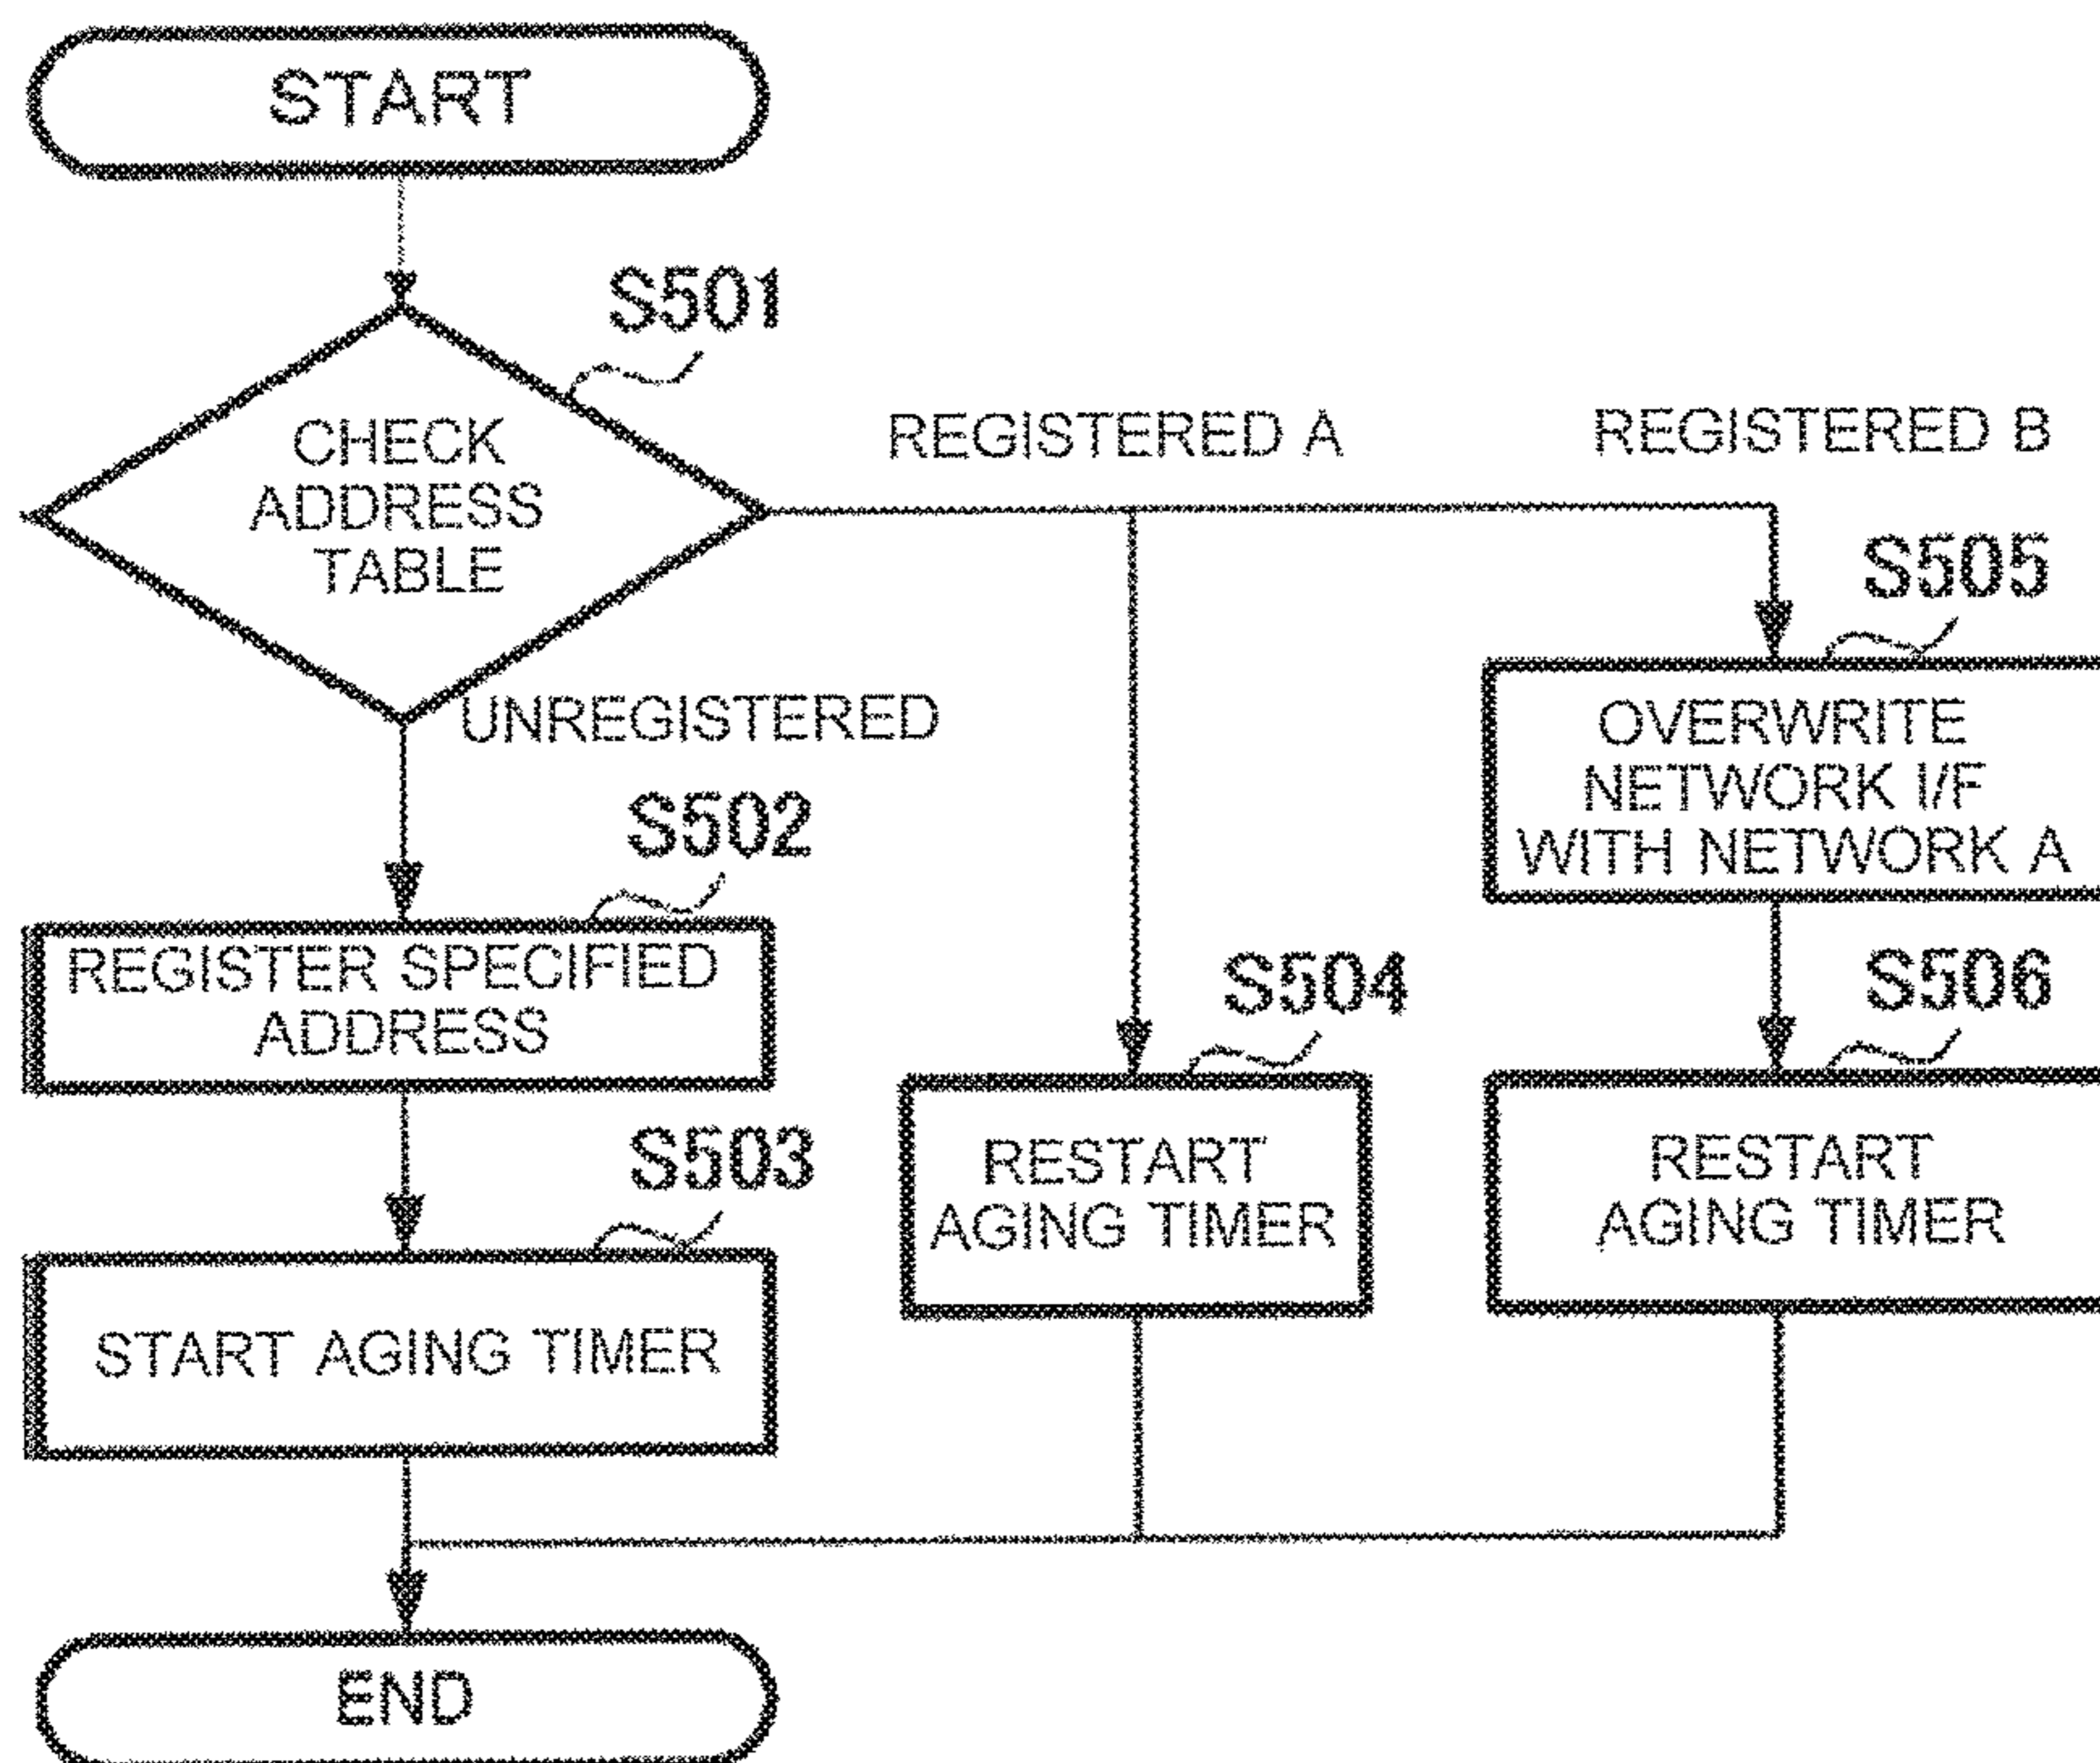 START
S501
CHECK
ADDRESS
TABLE
REGISTERED A
REGISTERED B
UNREGISTERED
S502
REGISTER SPECIFIED
ADDRESS
S503
START AGING TIMER
S504
RESTART
AGING TIMER
S505
OVERWRITE
NETWORK I/F
WITH NETWORK A
S506
RESTART
AGING TIMER
END